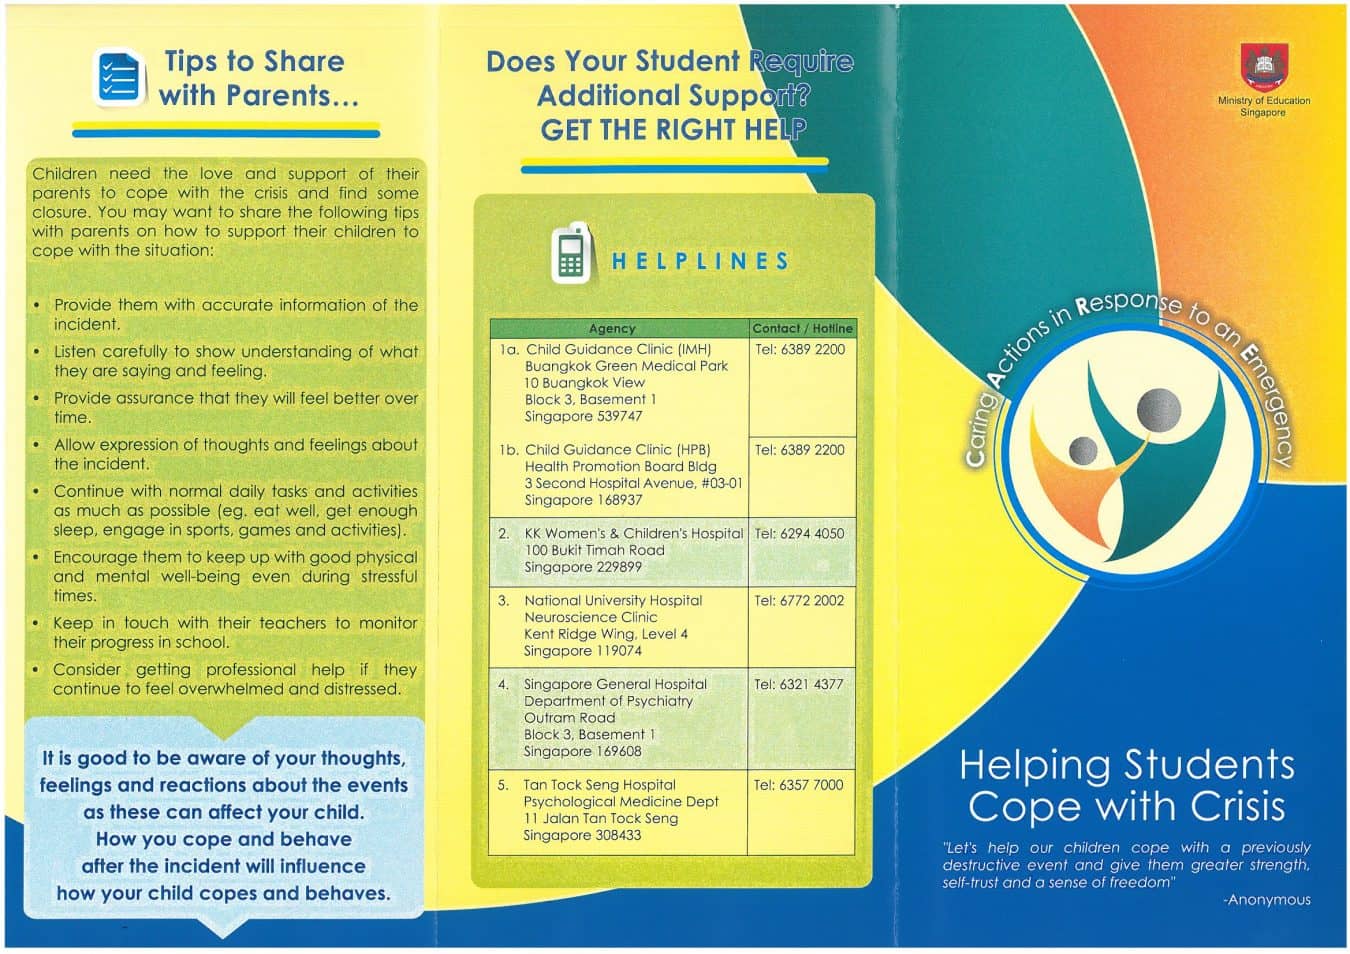 Tips to Share
with Parents...
Children need the love and support of their
parents to cope with the crisis and find some
closure. You may want to share the following tips
with parents on how to support their children to
cope with the situation:
• Provide them with accurate information of the
incident.
• Listen carefully to show understanding of what
they are saying and feeling.
• Provide assurance that they will feel better over
time.
• Allow expression of thoughts and feelings about
the incident.
• Continue with normal daily tasks and activities
as much as possible (eg. eat well, get enough
sleep, engage in sports, games and activities).
• Encourage them to keep up with good physical
and mental well-being even during stressful
times.
• Keep in touch with their teachers to monitor
their progress in school.
• Consider getting professional help if they
continue to feel overwhelmed and distressed.
It is good to be aware of your thoughts,
feelings and reactions about the events
as these can affect your child.
How you cope and behave
after the incident will influence
how your child copes and behaves.
Does Your Student Require
Additional Support?
GET THE RIGHT HELP
HELPLINES
Agency Contact / Hotline
1a. Child Guidance Clinic (IMH) Tel: 6389 2200
Buangkok Green Medical Park
10 Buangkok View
Block 3, Basement 1
Singapore 539747
1b. Child Guidance Clinic (HPB) Tel: 6389 2200
Health Promotion Board Bldg
3 Second Hospital Avenue, #03-01
Singapore 168937
2. KK Women's & Children's Hospital Tel: 6294 4050
100 Bukit Timah Road
Singapore 229899
3. National University Hospital Tel: 6772 2002
Neuroscience Clinic
Kent Ridge Wing, Level 4
Singapore 119074
4. Singapore General Hospital Tel: 6321 4377
Department of Psychiatry
Outram Road
Block 3, Basement 1
Singapore 169608
5. Tan Tock Seng Hospital Tel: 6357 7000
Psychological Medicine Dept
11 Jalan Tan Tock Seng
Singapore 308433
Ministry of Education
Singapore
Caring Actions in Response to an Emergency
Helping Students
Cope with Crisis
"Let's help our children cope with a previously
destructive event and give them greater strength,
self-trust and a sense of freedom"
-Anonymous